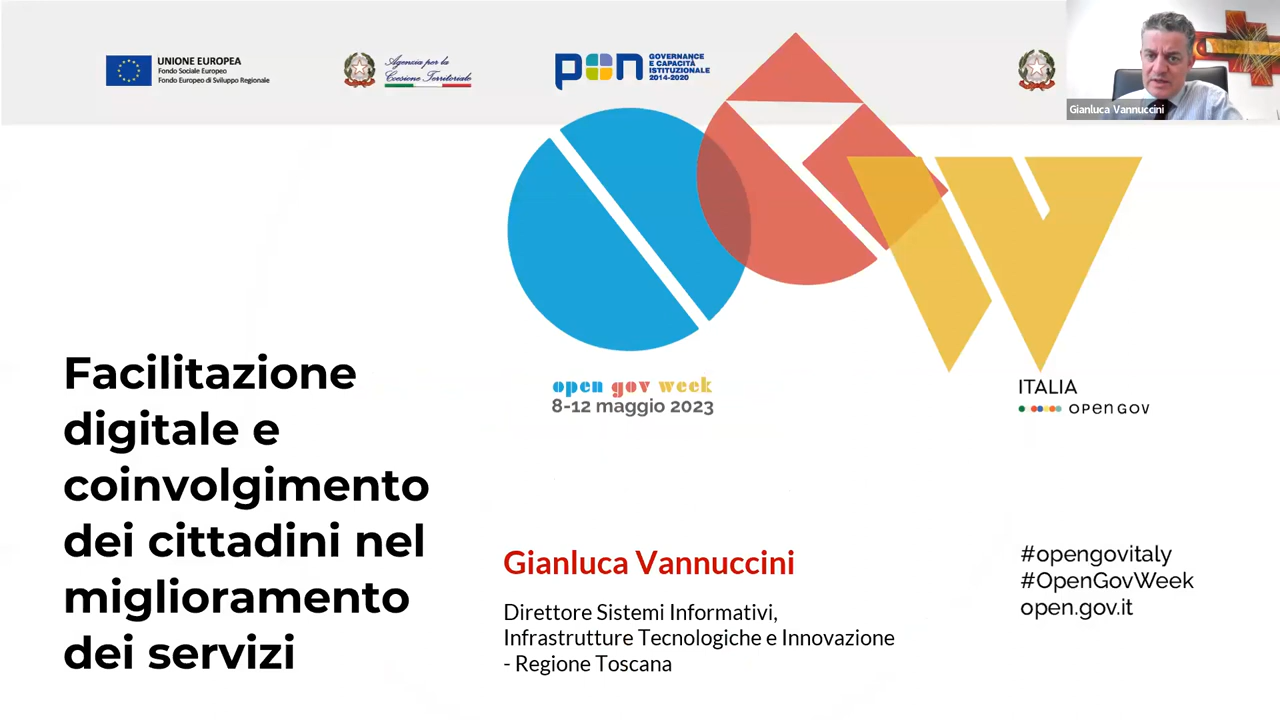 UNIONE EUROPEA
Fondo Sociale Europeo
Fondo Europeo di Sviluppo Regionale
Agenzia per la
Coesione Territoriale
pon
GOVERNANCE
E CAPACITÀ
ISTITUZIONALE
2014-2020
Gianluca Vannuccini
open gov week
8-12 maggio 2023
ITALIA
OPEN GOV
Facilitazione
digitale e
coinvolgimento
dei cittadini nel
miglioramento
dei servizi
Gianluca Vannuccini
Direttore Sistemi Informativi,
Infrastrutture Tecnologiche e Innovazione
- Regione Toscana
#opengovitaly
#OpenGovWeek
open.gov.it